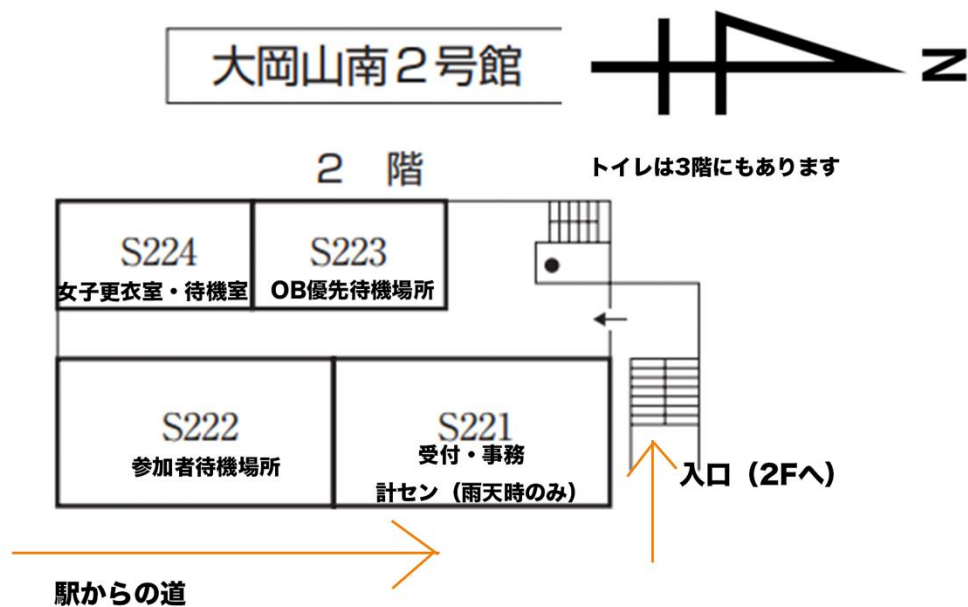 大岡山南2号館
N
2 階
トイレは3階にもあります
S224
女子更衣室・待機室
S223
OB優先待機場所
S222
参加者待機場所
S221
受付・事務
計セン（雨天時のみ）
入口（2Fへ）
駅からの道